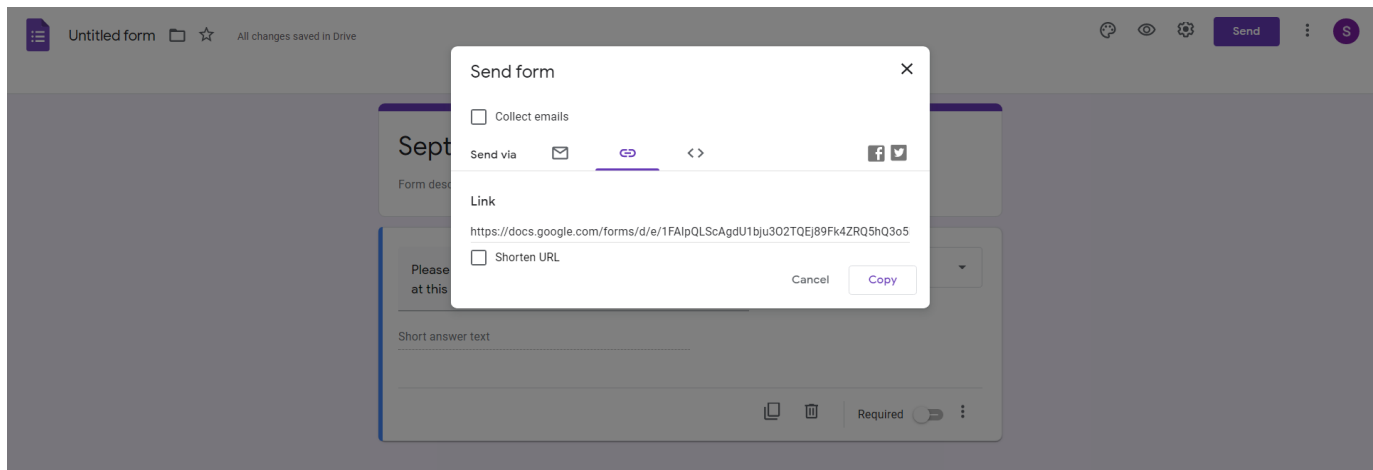 Untitled form
All changes saved in Drive
Send
S
Send form
Collect emails
Send via
Link
https://docs.google.com/forms/d/e/1FAIpQLScAgdU1bju3O2TQEj89Fk4ZRQ5hQ3o5
Shorten URL
Cancel
Copy
Sept
Form desc
Please
at this
Short answer text
Required